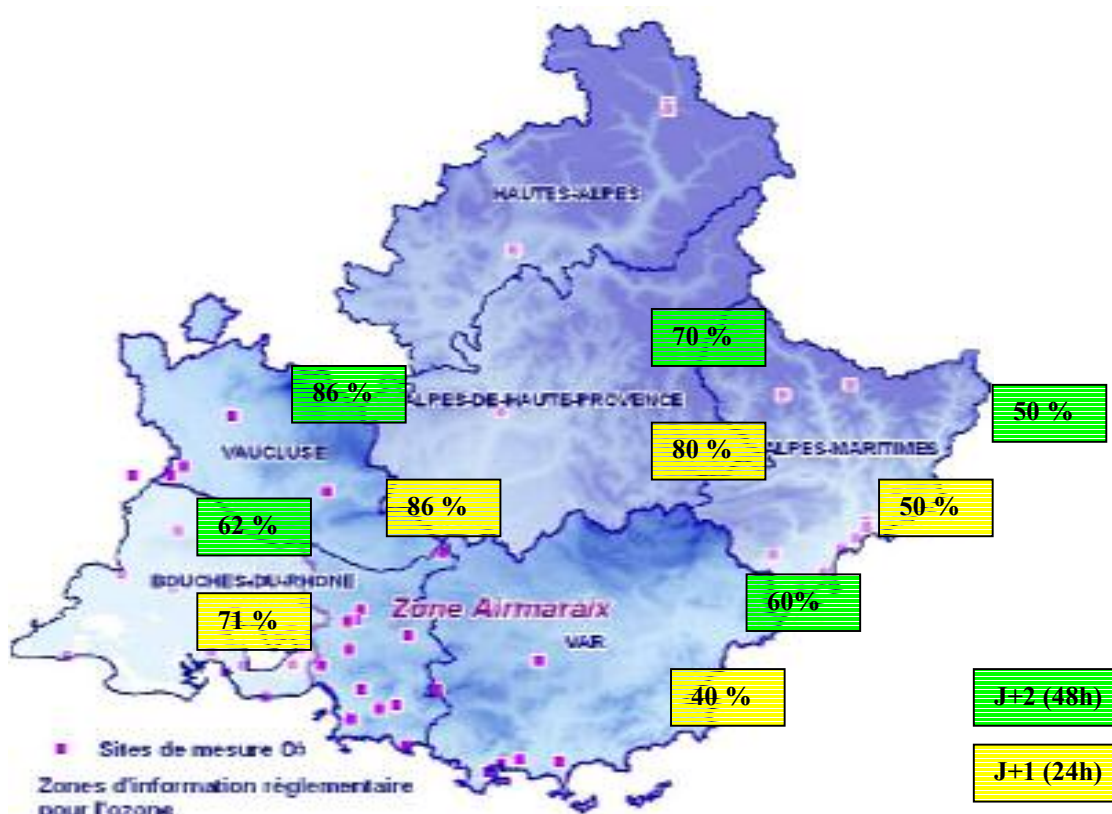 HAUTES-ALPES
70 %
86 %
ALPES-DE-HAUTE-PROVENCE
50 %
VAUCLUSE
80 %
ALPES-MARITIMES
86 %
50 %
62 %
BOUCHES-DU-RHONE
71 %
Zone Airmaraix
60%
VAR
40 %
J+2 (48h)
Sites de mesure O3
J+1 (24h)
Zones d'information réglementaire
pour l'ozone